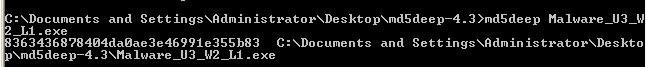 C:\Documents and Settings\Administrator\Desktop\md5deep-4.3>md5deep Malware_U3_W
2_L1.exe
8363436878404da0ae3e46991e355b83  C:\Documents and Settings\Administrator\Deskto
p\md5deep-4.3\Malware_U3_W2_L1.exe